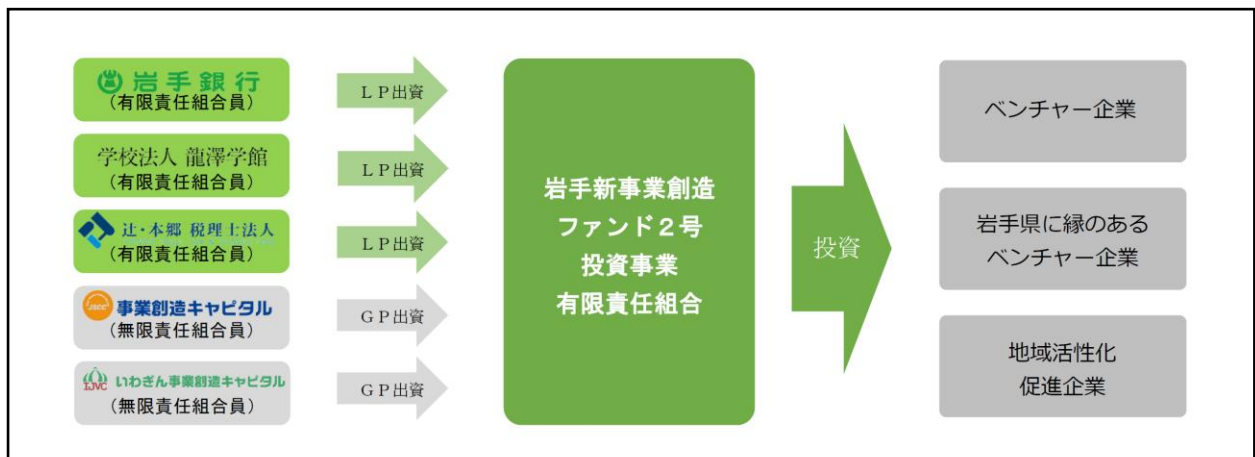 岩手銀行
(有限責任組合員)
LP出資
学校法人 龍澤学館
(有限責任組合員)
LP出資
辻・本郷 税理士法人
(有限責任組合員)
LP出資
JSCC
事業創造キャピタル
(無限責任組合員)
GP出資
IJVC
いわぎん事業創造キャピタル
(無限責任組合員)
GP出資
岩手新事業創造
ファンド2号
投資事業
有限責任組合
投資
ベンチャー企業
岩手県に縁のある
ベンチャー企業
地域活性化
促進企業